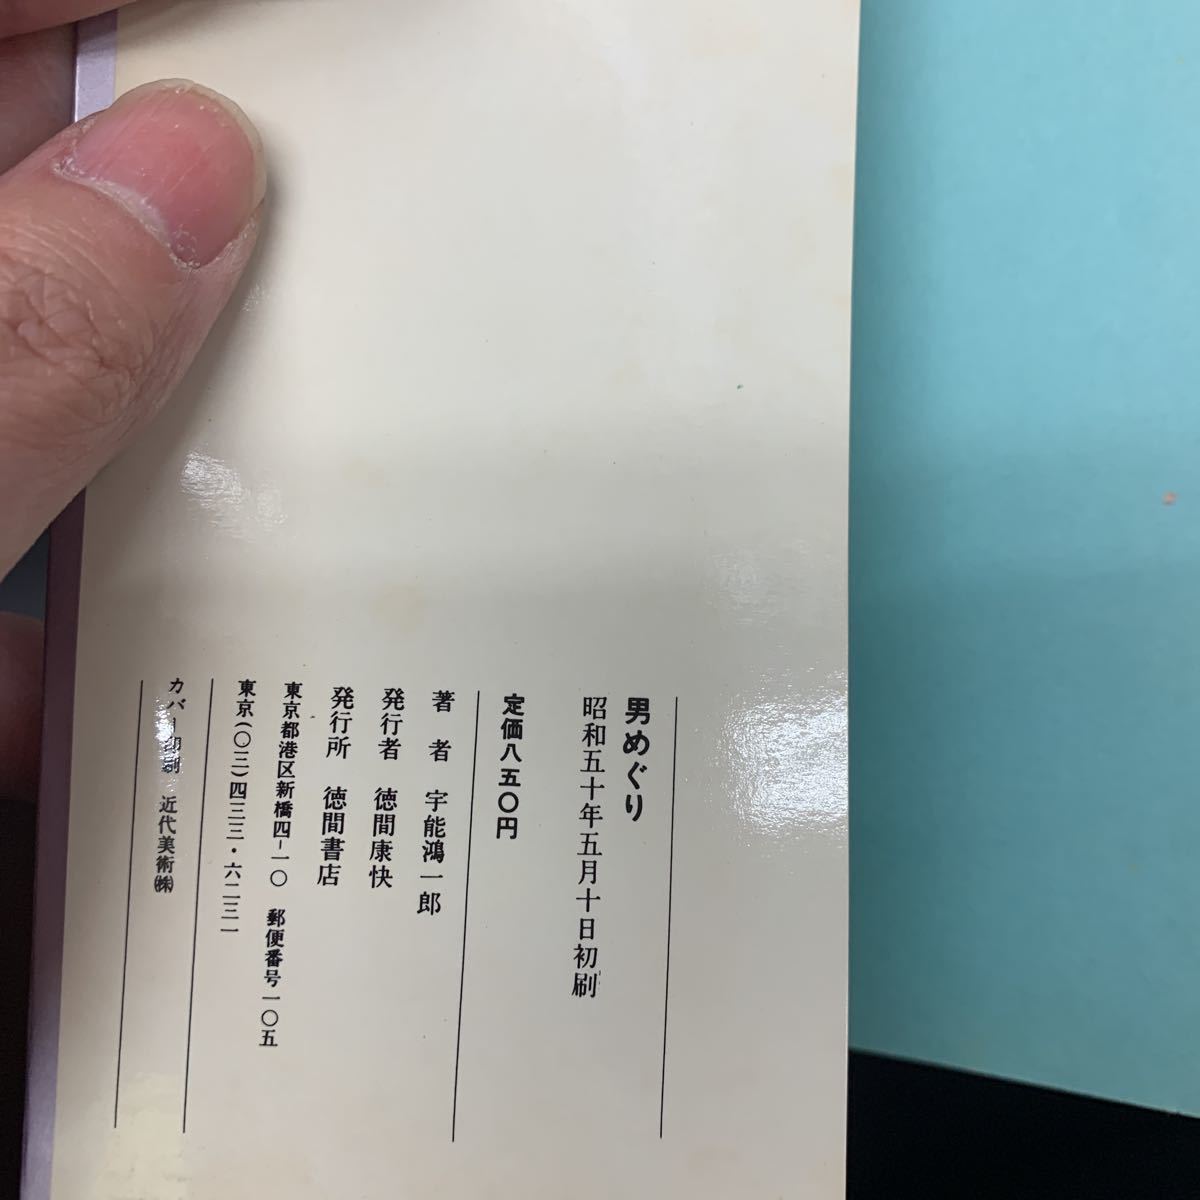 男めぐり
昭和五十年五月十日初刷
定価八五〇円
著者 宇能鴻一郎
発行者 徳間康快
発行所 徳間書店
東京都港区新橋四-一〇 郵便番号一〇五
東京(〇三)四三三・六二三一
カバー印刷 近代美術㈱